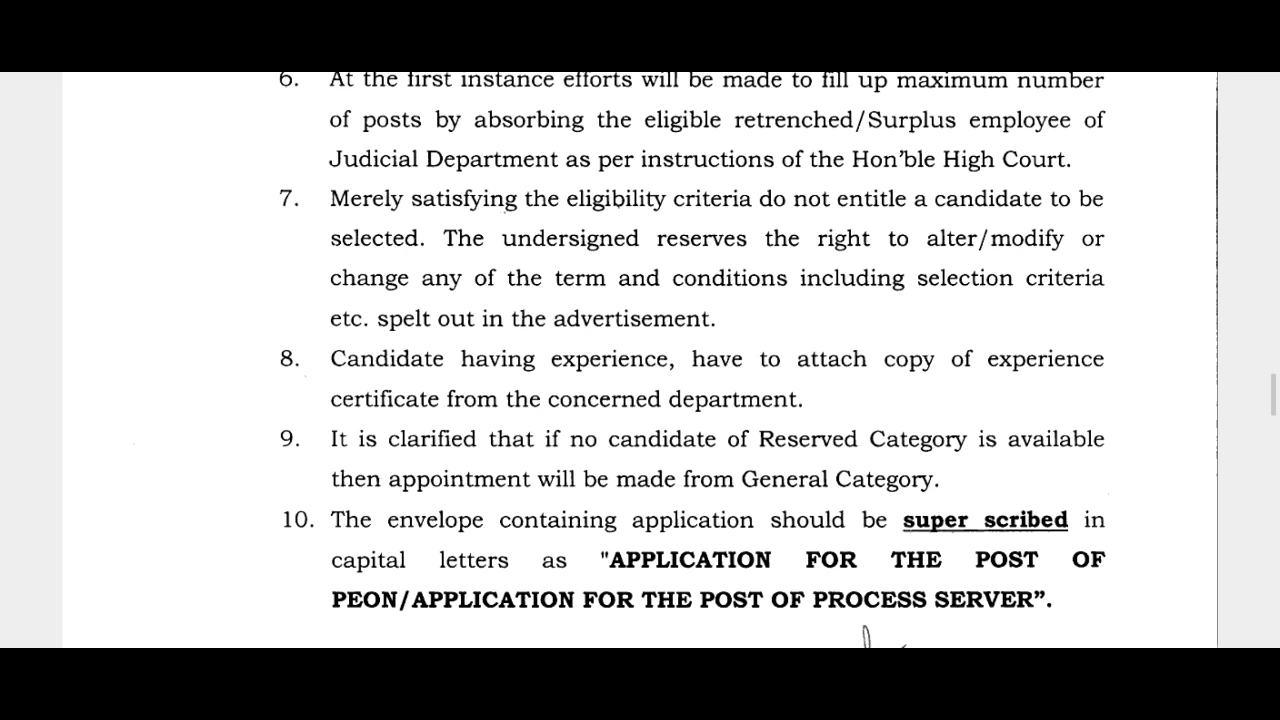 6. At the first instance efforts will be made to fill up maximum number
of posts by absorbing the eligible retrenched/Surplus employee of
Judicial Department as per instructions of the Hon'ble High Court.
7. Merely satisfying the eligibility criteria do not entitle a candidate to be
selected. The undersigned reserves the right to alter/modify or
change any of the term and conditions including selection criteria
etc. spelt out in the advertisement.
8. Candidate having experience, have to attach copy of experience
certificate from the concerned department.
9. It is clarified that if no candidate of Reserved Category is available
then appointment will be made from General Category.
10. The envelope containing application should be super scribed in
capital letters as "APPLICATION FOR THE POST OF
PEON/APPLICATION FOR THE POST OF PROCESS SERVER”.